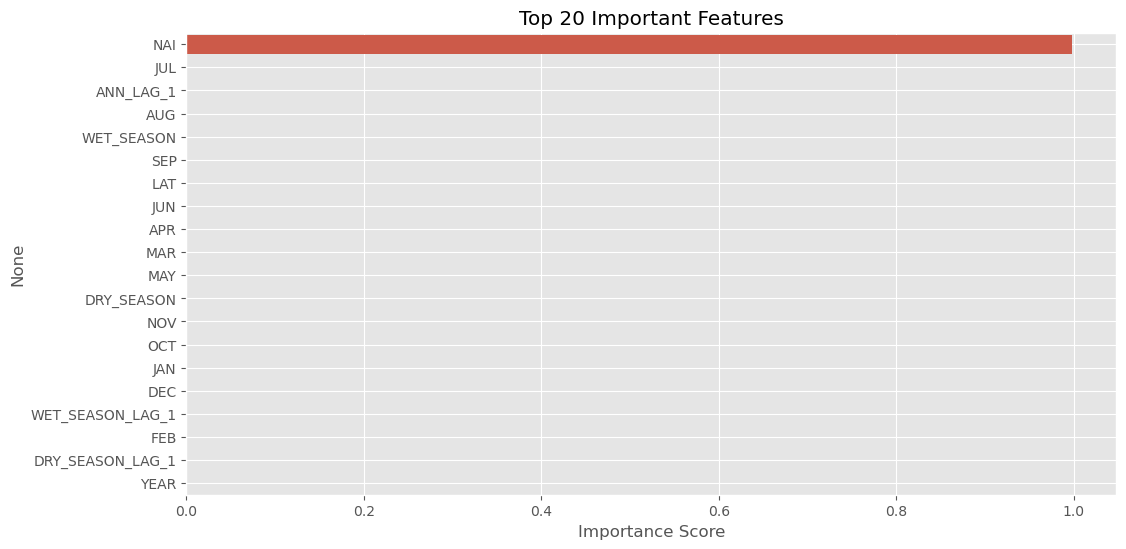 Top 20 Important Features
NAI
JUL
ANN_LAG_1
AUG
WET_SEASON
SEP
LAT
JUN
APR
MAR
MAY
DRY_SEASON
NOV
OCT
JAN
DEC
WET_SEASON_LAG_1
FEB
DRY_SEASON_LAG_1
YEAR
None
0.0 0.2 0.4 0.6 0.8 1.0
Importance Score